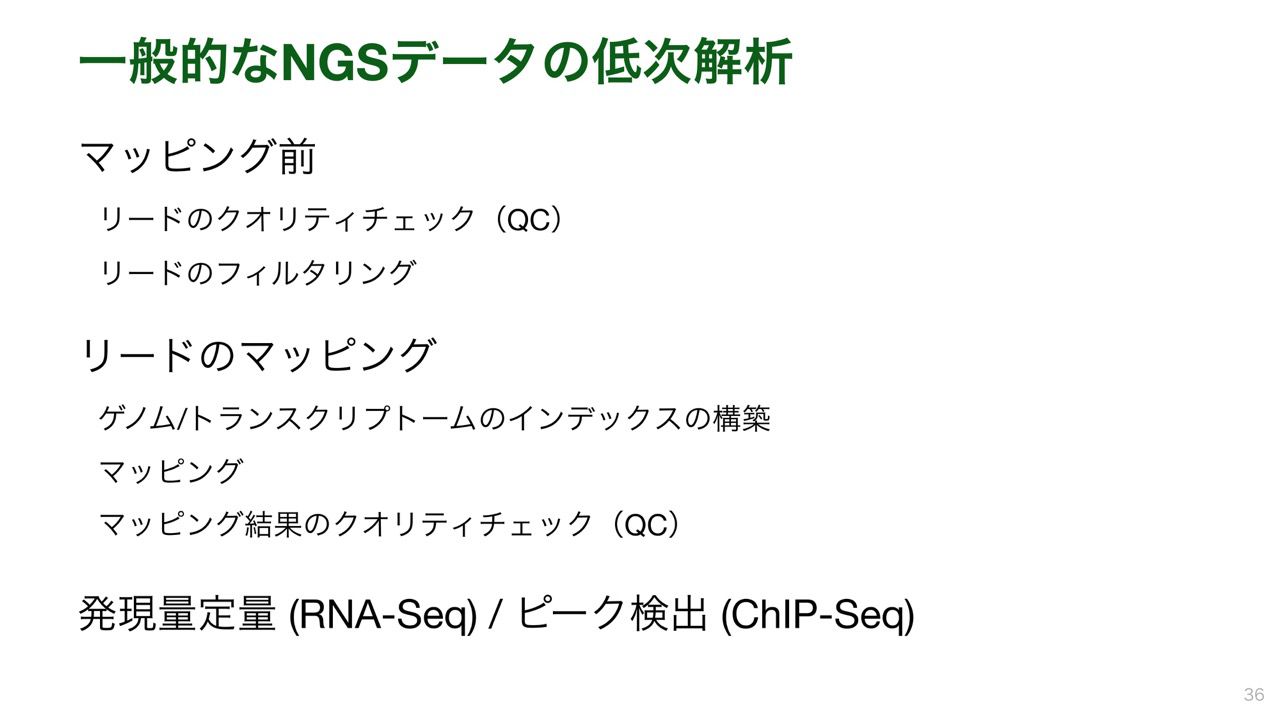 一般的なNGSデータの低次解析
マッピング前
リードのクオリティチェック（QC）
リードのフィルタリング
リードのマッピング
ゲノム/トランスクリプトームのインデックスの構築
マッピング
マッピング結果のクオリティチェック（QC）
発現量定量 (RNA-Seq) / ピーク検出 (ChIP-Seq)
36